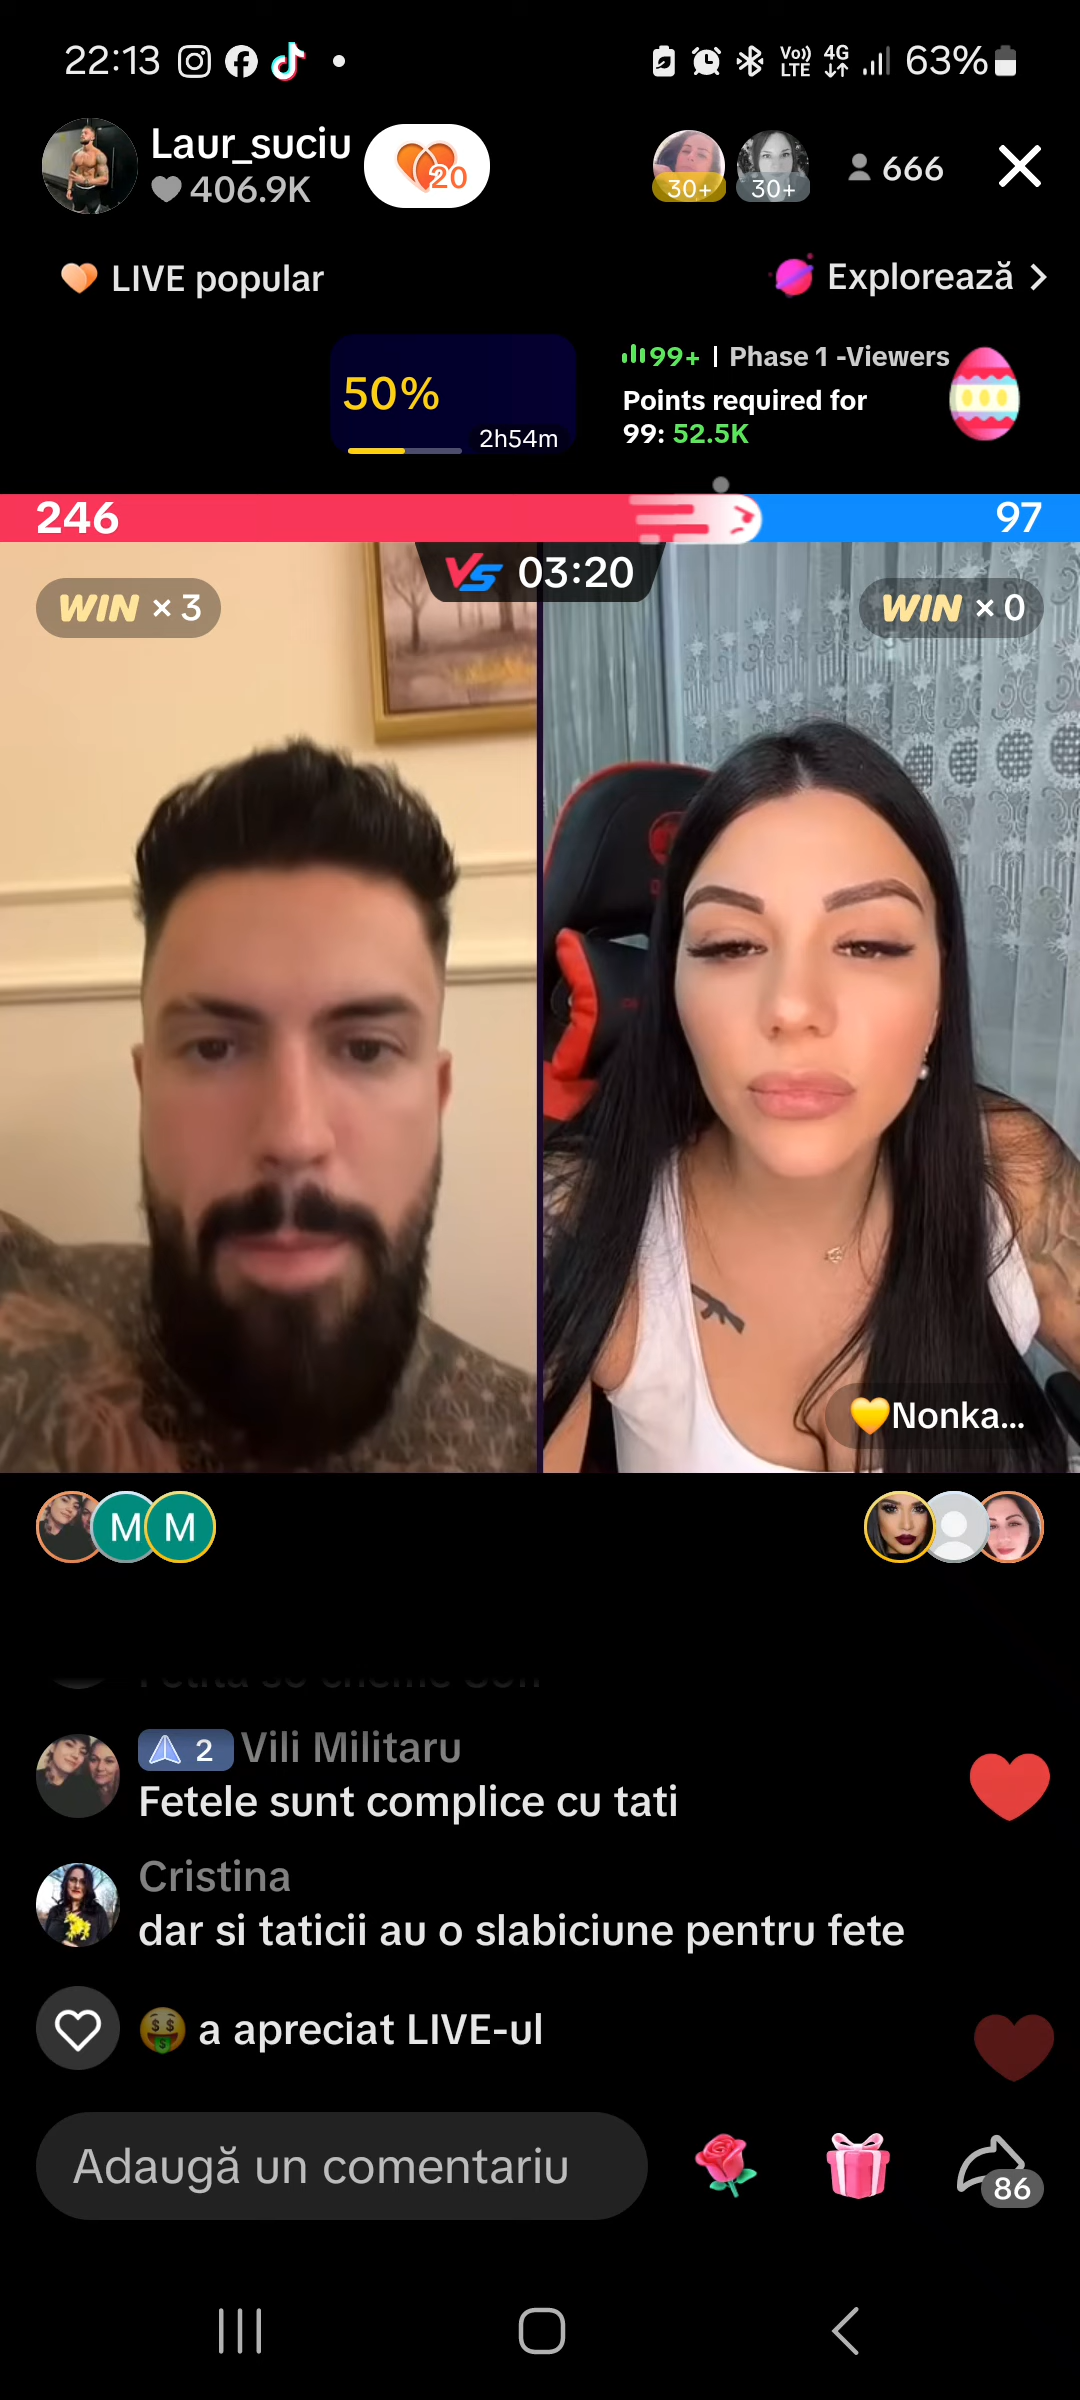 22:13
Vo)) LTE 4G 63%
Laur_suciu
406.9K
20
30+ 30+ 666
LIVE popular
Explorează
50%
2h54m
99+ | Phase 1 -Viewers
Points required for
99: 52.5K
246 97
VS 03:20
WIN × 3
WIN × 0
💛Nonka...
M M
2 Vili Militaru
Fetele sunt complice cu tati
Cristina
dar si taticii au o slabiciune pentru fete
🤑 a apreciat LIVE-ul
Adaugă un comentariu
86